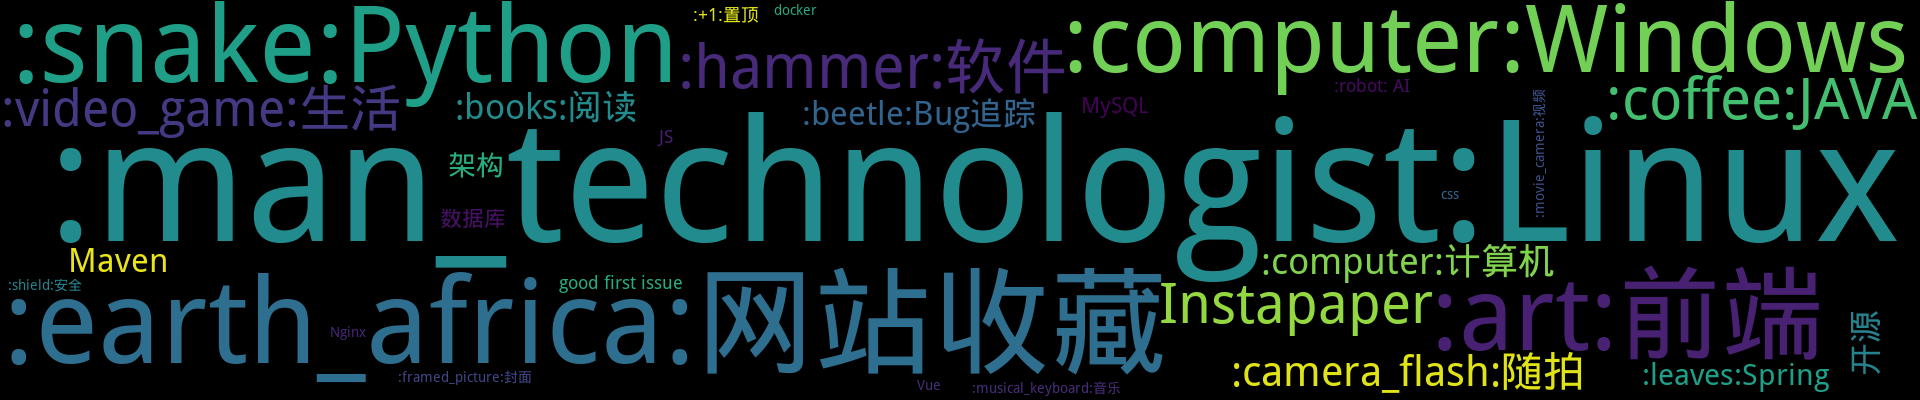 :snake:Python
:+1:置顶
docker
:hammer:软件
:computer:Windows
:video_game:生活
:books:阅读
:beetle:Bug追踪
MySQL
:robot: AI
:movie_camera:视频
:coffee:JAVA
JS
:man_technologist:Linux
架构
数据库
css
Maven
:shield:安全
good first issue
:earth_africa:网站收藏
:computer:计算机
Instapaper
:art:前端
开源
Nginx
:framed_picture:封面
Vue
:musical_keyboard:音乐
:camera_flash:随拍
:leaves:Spring